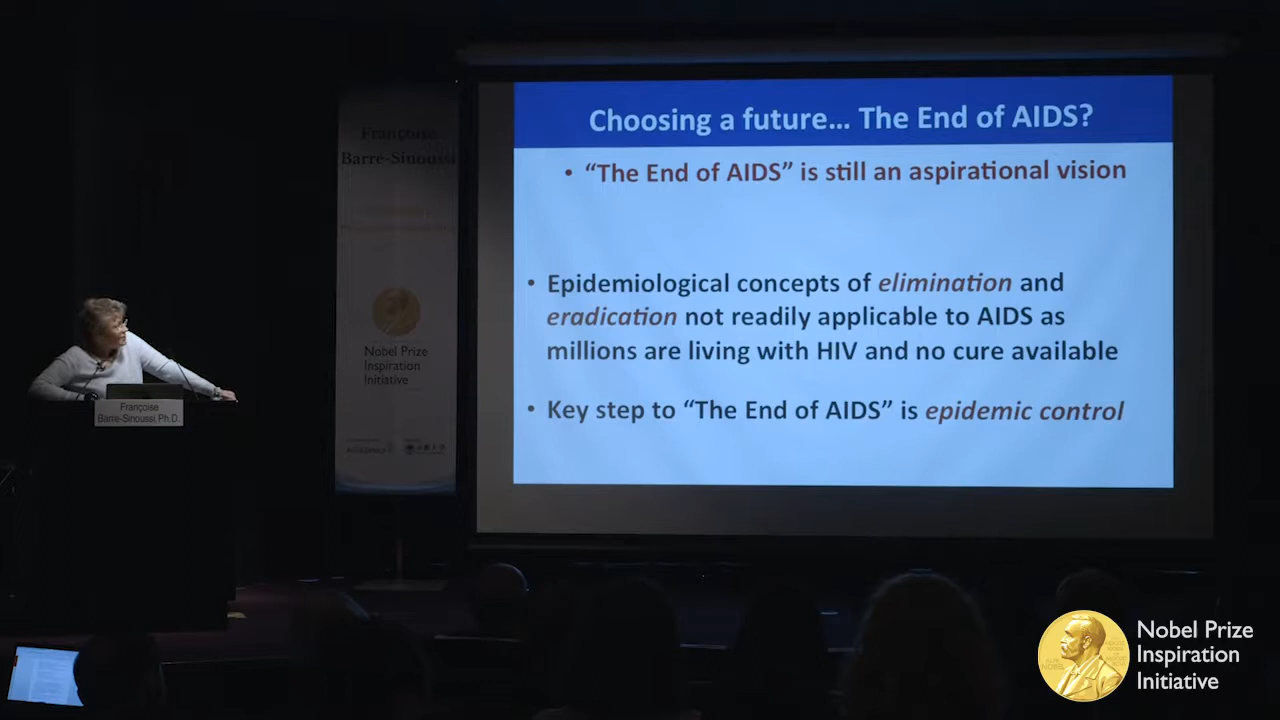 Choosing a future... The End of AIDS?
• “The End of AIDS” is still an aspirational vision
• Epidemiological concepts of elimination and
eradication not readily applicable to AIDS as
millions are living with HIV and no cure available
• Key step to “The End of AIDS” is epidemic control
Françoise
Barré-Sinoussi
Nobel Prize
Inspiration
Initiative
Françoise
Barre-Sinoussi Ph.D.
Nobel Prize
Inspiration
Initiative